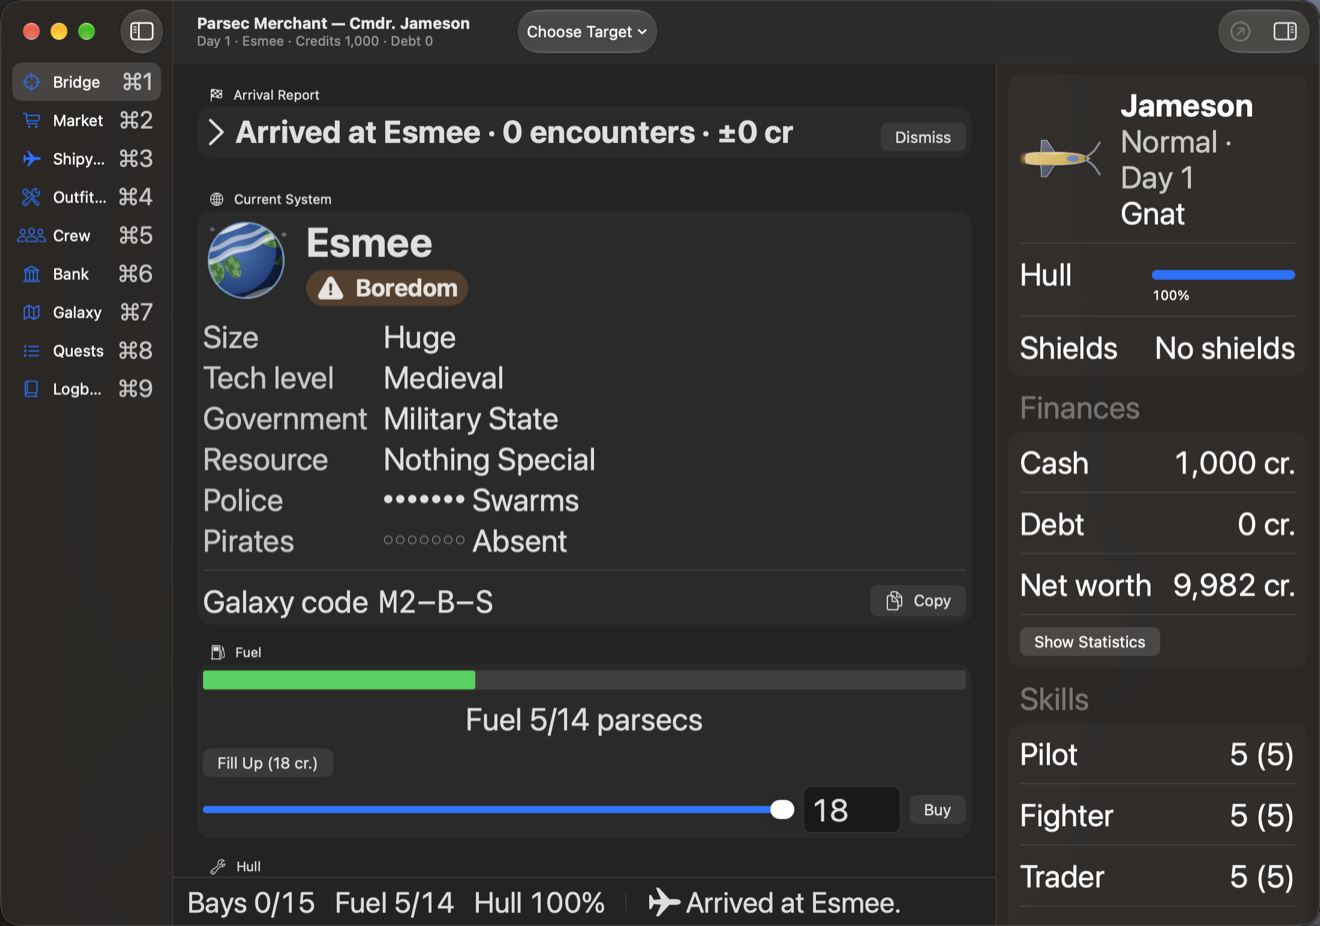 Parsec Merchant — Cmdr. Jameson
Day 1 · Esmee · Credits 1,000 · Debt 0
Choose Target
Bridge ⌘1
Market ⌘2
Shipy... ⌘3
Outfit... ⌘4
Crew ⌘5
Bank ⌘6
Galaxy ⌘7
Quests ⌘8
Logb... ⌘9
Arrival Report
Arrived at Esmee · 0 encounters · ±0 cr
Dismiss
Current System
Esmee
Boredom
Size Huge
Tech level Medieval
Government Military State
Resource Nothing Special
Police ••••••• Swarms
Pirates ○○○○○○○ Absent
Galaxy code M2–B–S
Copy
Fuel
Fuel 5/14 parsecs
Fill Up (18 cr.)
18
Buy
Hull
Bays 0/15 Fuel 5/14 Hull 100% Arrived at Esmee.
Jameson
Normal ·
Day 1
Gnat
Hull
100%
Shields No shields
Finances
Cash 1,000 cr.
Debt 0 cr.
Net worth 9,982 cr.
Show Statistics
Skills
Pilot 5 (5)
Fighter 5 (5)
Trader 5 (5)